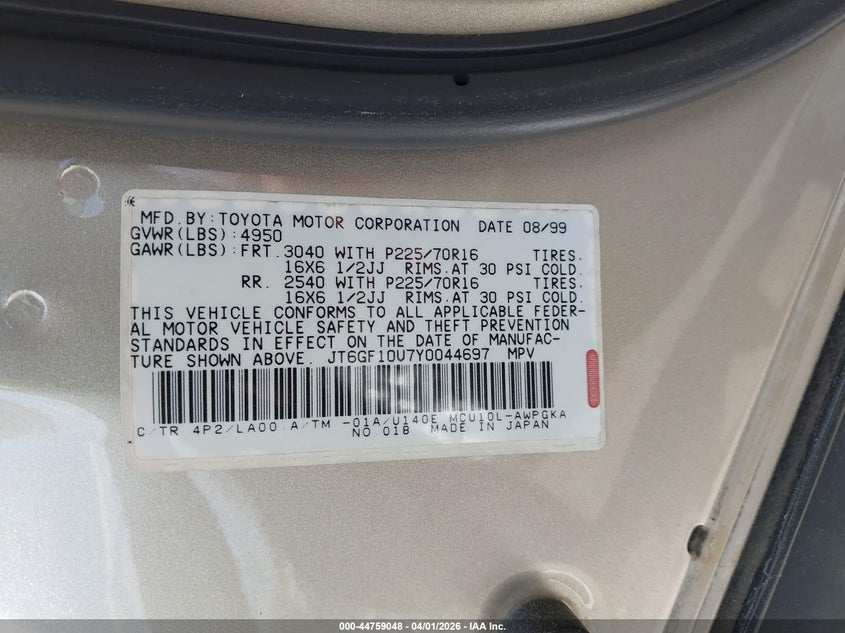 MFD.BY:TOYOTA MOTOR CORPORATION DATE 08/99
GVWR(LBS):4950
GAWR(LBS):FRT.3040 WITH P225/70R16 TIRES.
16X6 1/2JJ RIMS.AT 30 PSI COLD.
RR. 2540 WITH P225/70R16 TIRES.
16X6 1/2JJ RIMS.AT 30 PSI COLD.
THIS VEHICLE CONFORMS TO ALL APPLICABLE FEDER-
AL MOTOR VEHICLE SAFETY AND THEFT PREVENTION
STANDARDS IN EFFECT ON THE DATE OF MANUFAC-
TURE SHOWN ABOVE. JT6GF10U7Y0044697 MPV
C/TR 4P2/LA00 A/TM -01A/U140E MCU10L-AWPGKA
NO 018 MADE IN JAPAN
000-44759048 - 04/01/2026 - IAA Inc.